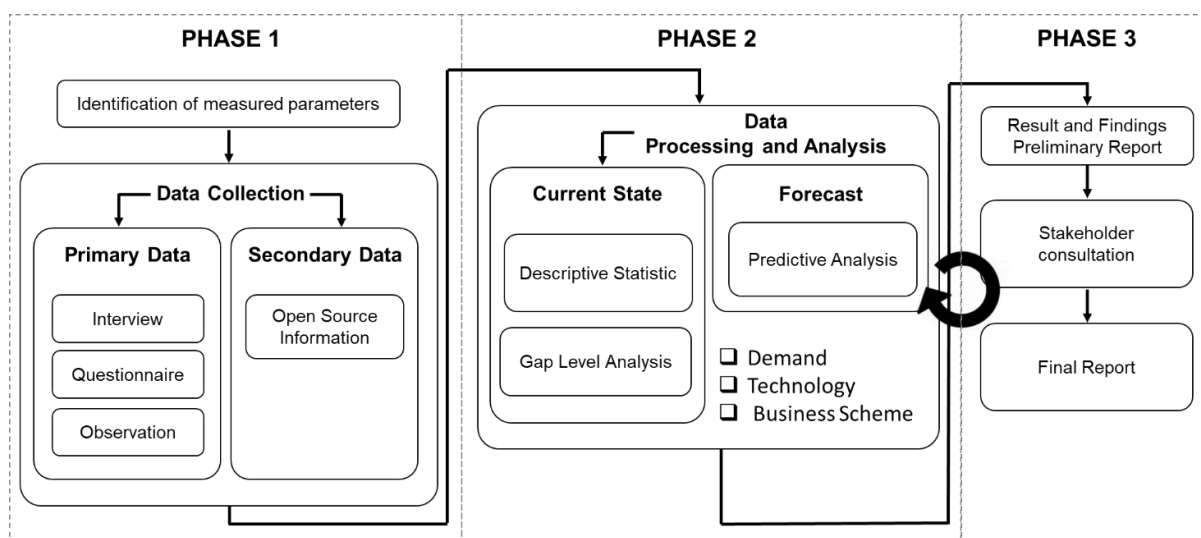 PHASE 1
Identification of measured parameters
Data Collection
Primary Data
Interview
Questionnaire
Observation
Secondary Data
Open Source
Information
PHASE 2
Data
Processing and Analysis
Current State
Descriptive Statistic
Gap Level Analysis
Forecast
Predictive Analysis
❑ Demand
❑ Technology
❑ Business Scheme
PHASE 3
Result and Findings
Preliminary Report
Stakeholder
consultation
Final Report